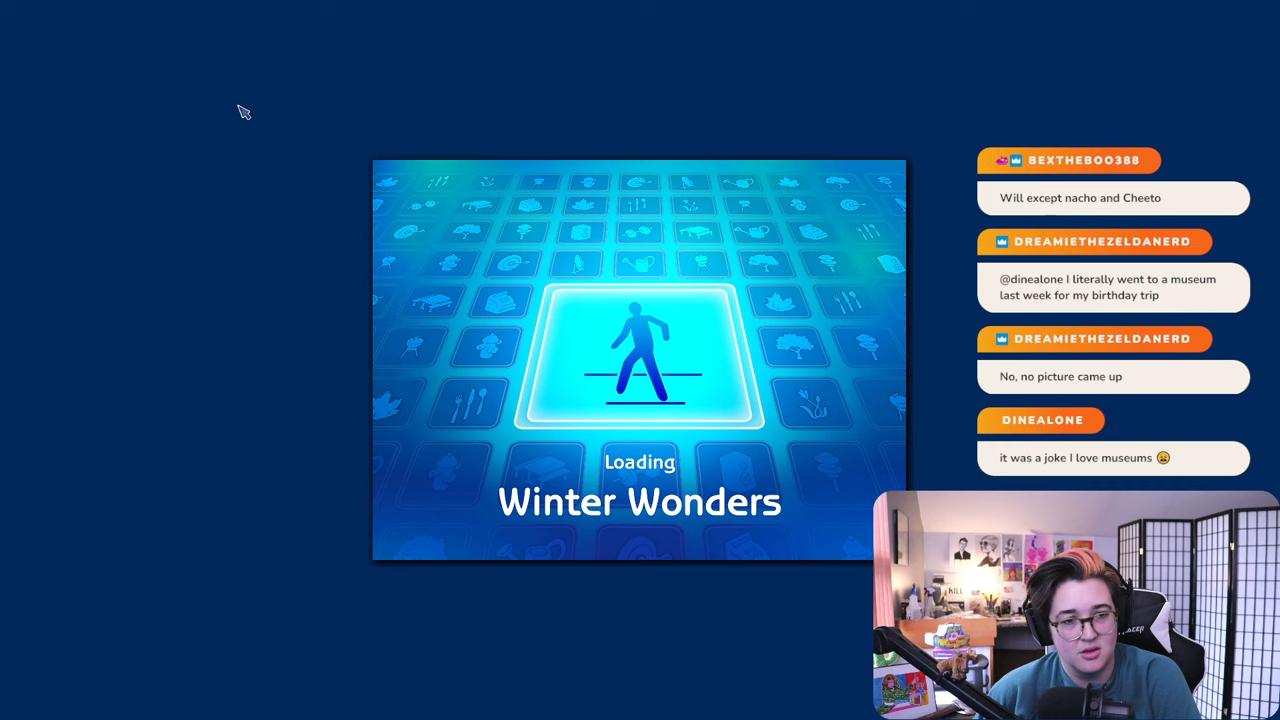 Loading
Winter Wonders
BEXTHEBOO388
Will except nacho and Cheeto
DREAMIETHEZELDANERD
@dinealone I literally went to a museum
last week for my birthday trip
DREAMIETHEZELDANERD
No, no picture came up
DINEALONE
it was a joke I love museums 😩
KILL